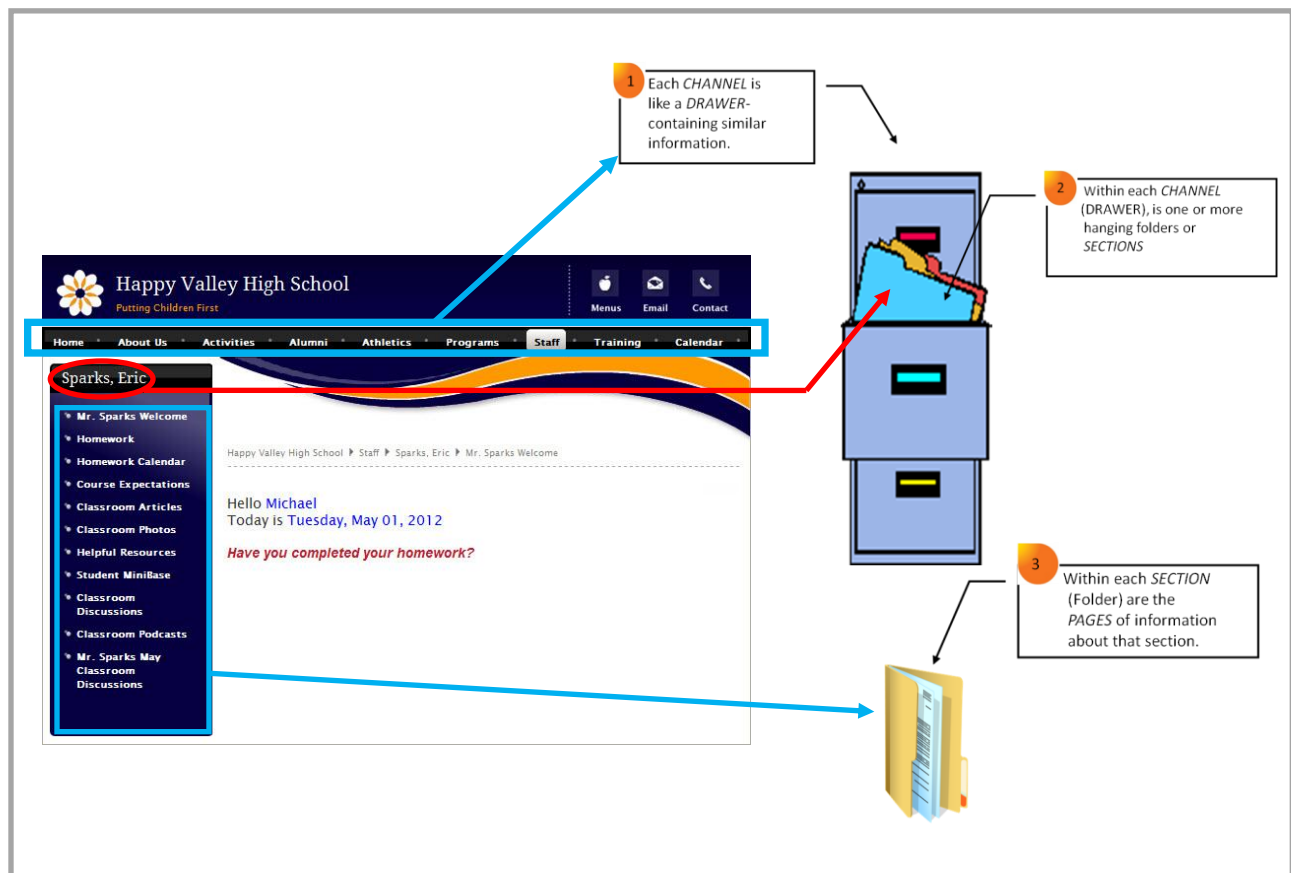 1
Each CHANNEL is
like a DRAWER-
containing similar
information.
2
Within each CHANNEL
(DRAWER), is one or more
hanging folders or
SECTIONS
Happy Valley High School
Putting Children First
Menus Email Contact
Home About Us Activities Alumni Athletics Programs Staff Training Calendar
Sparks, Eric
Mr. Sparks Welcome
Homework
Homework Calendar
Course Expectations
Classroom Articles
Classroom Photos
Helpful Resources
Student MiniBase
Classroom
Discussions
Classroom Podcasts
Mr. Sparks May
Classroom
Discussions
Happy Valley High School Staff Sparks, Eric Mr. Sparks Welcome
Hello Michael
Today is Tuesday, May 01, 2012
Have you completed your homework?
3
Within each SECTION
(Folder) are the
PAGES of information
about that section.